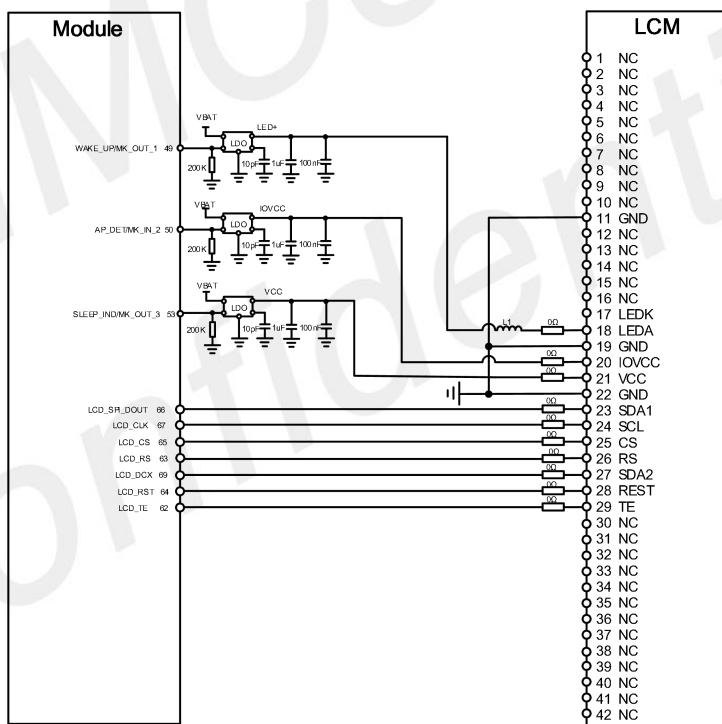 Module
LCM
VBAT
LED+
WAKE_UP/MK_OUT_1 49
LDO
200K
10pF
1uF
100nF
VBAT
IOVCC
AP_DET/MK_IN_2 50
LDO
200K
10pF
1uF
100nF
VBAT
VCC
SLEEP_IND/MK_OUT_3 53
LDO
200K
10pF
1uF
100nF
LCD_SPI_DOUT 66
LCD_CLK 67
LCD_CS 65
LCD_RS 63
LCD_DCX 69
LCD_RST 64
LCD_TE 62
L1
0Ω
0Ω
0Ω
0Ω
0Ω
0Ω
0Ω
0Ω
0Ω
0Ω
1 NC
2 NC
3 NC
4 NC
5 NC
6 NC
7 NC
8 NC
9 NC
10 NC
11 GND
12 NC
13 NC
14 NC
15 NC
16 NC
17 LEDK
18 LEDA
19 GND
20 IOVCC
21 VCC
22 GND
23 SDA1
24 SCL
25 CS
26 RS
27 SDA2
28 REST
29 TE
30 NC
31 NC
32 NC
33 NC
34 NC
35 NC
36 NC
37 NC
38 NC
39 NC
40 NC
41 NC
42 NC